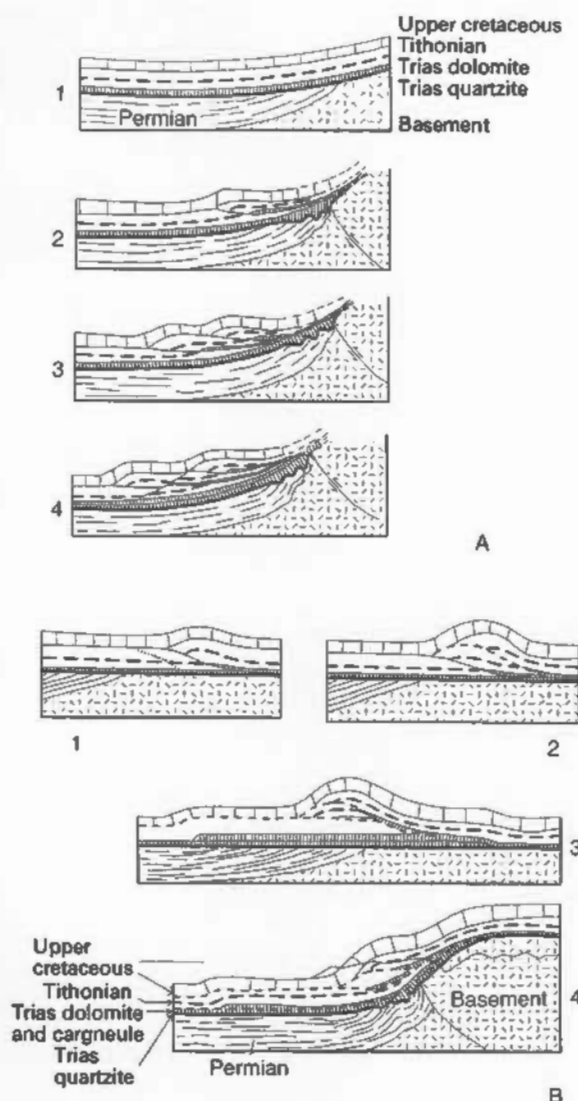 Upper cretaceous
Tithonian
Trias dolomite
Trias quartzite
Basement
1
Permian
2
3
4
A
1
2
3
Upper
cretaceous
Tithonian
Trias dolomite
and cargneule
Trias
quartzite
Permian
Basement
4
B